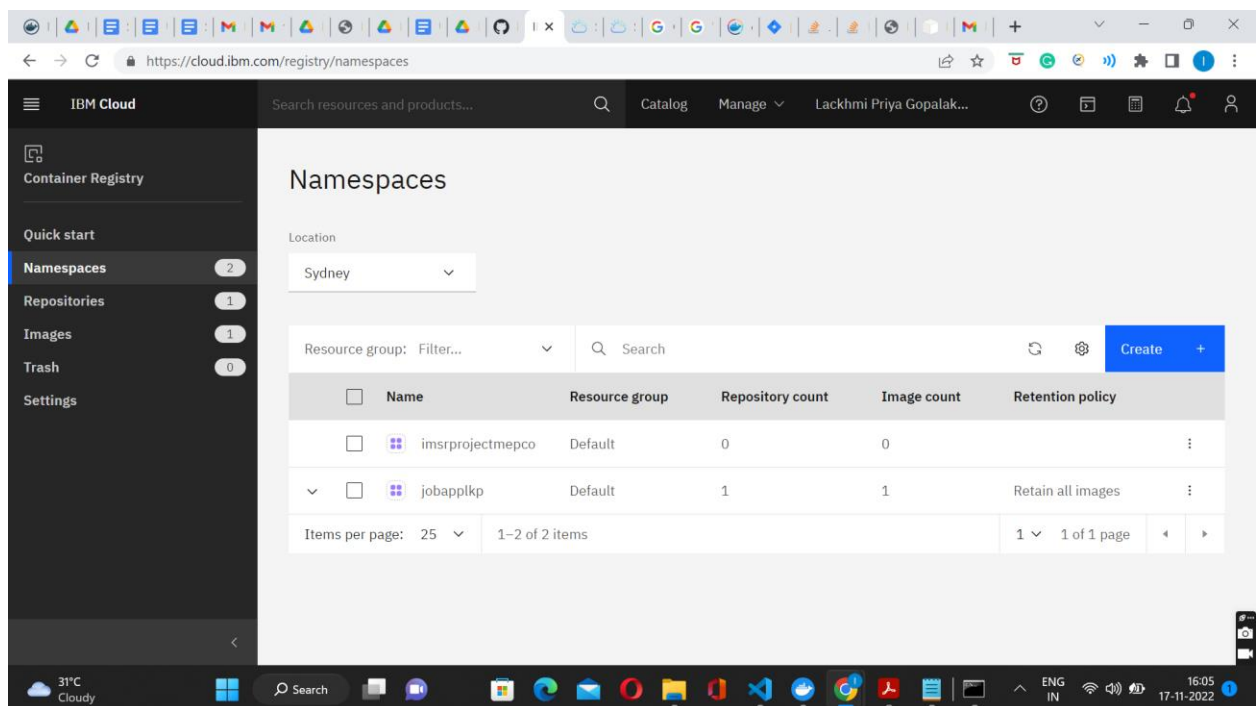 https://cloud.ibm.com/registry/namespaces
IBM Cloud
Search resources and products...
Catalog
Manage
Lackhmi Priya Gopalak...
Container Registry
Quick start
Namespaces 2
Repositories 1
Images 1
Trash 0
Settings
Namespaces
Location
Sydney
Resource group: Filter...
Search
Create +
Name Resource group Repository count Image count Retention policy
imsrprojectmepco Default 0 0
jobapplkp Default 1 1 Retain all images
Items per page: 25 1–2 of 2 items 1 1 of 1 page
31°C
Cloudy
Search
ENG
IN
16:05
17-11-2022
1